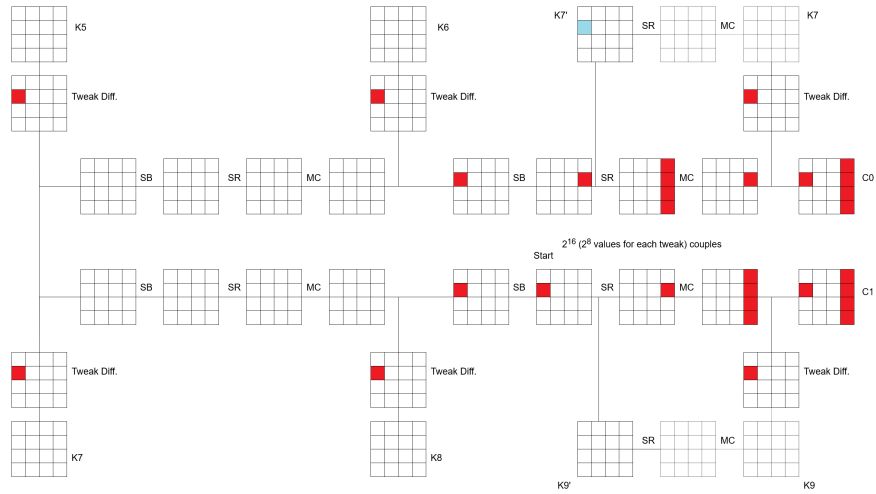 K5
K6
K7' SR MC K7
Tweak Diff. Tweak Diff. Tweak Diff.
SB SR MC SB SR MC C0
2^16 (2^8 values for each tweak) couples
Start
SB SR MC SB SR MC C1
Tweak Diff. Tweak Diff. Tweak Diff.
SR MC
K7 K8
K9' K9